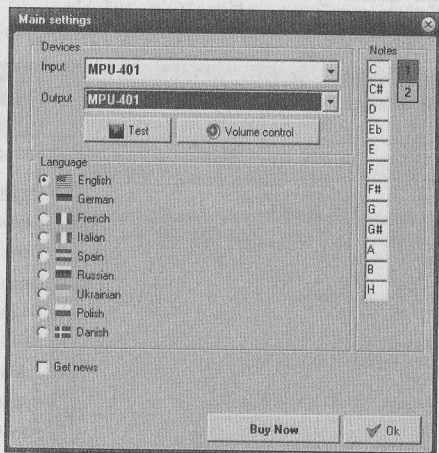 Main settings
Devices
Input MPU-401
Output MPU-401
Test Volume control
Language
English
German
French
Italian
Spain
Russian
Ukrainian
Polish
Danish
Get news
Notes
C 1
C# 2
D
Eb
E
F
F#
G
G#
A
B
H
Buy Now Ok